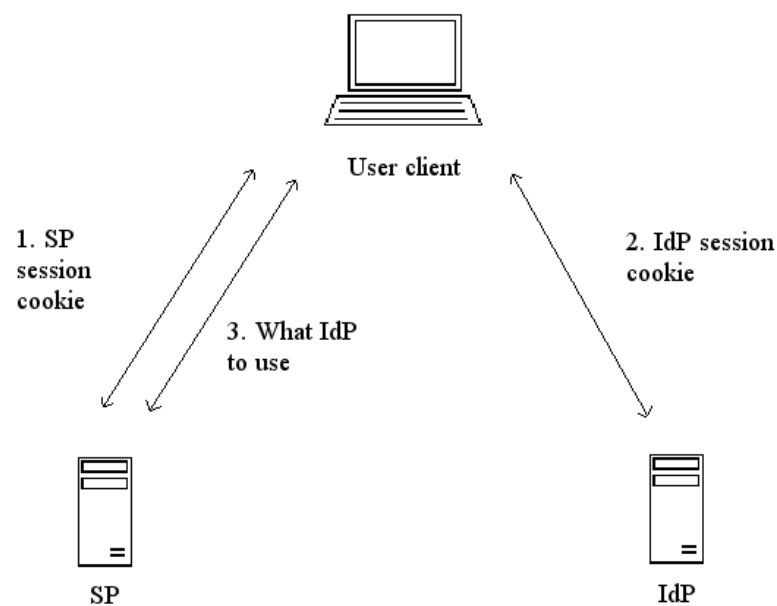 User client
1. SP
session
cookie
2. IdP session
cookie
3. What IdP
to use
SP
IdP